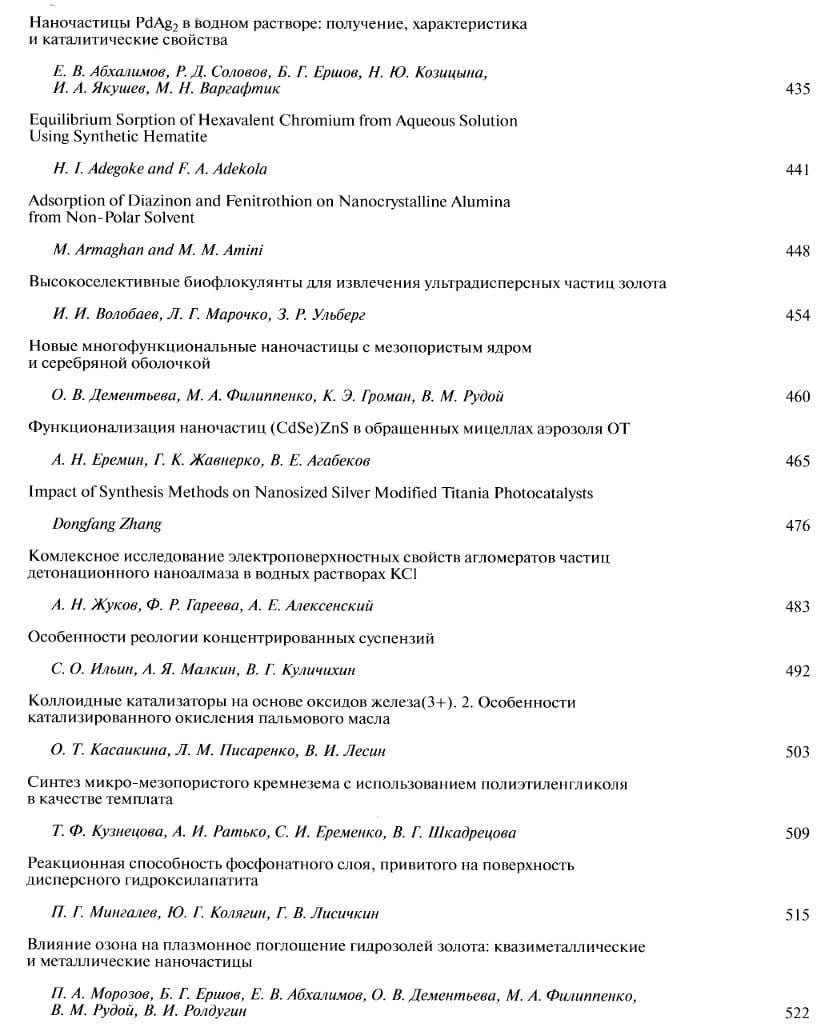 Наночастицы PdAg2 в водном растворе: получение, характеристика
и каталитические свойства
Е. В. Абхалимов, Р. Д. Соловов, Б. Г. Ершов, Н. Ю. Козицына,
И. А. Якушев, М. Н. Варгафтик 435
Equilibrium Sorption of Hexavalent Chromium from Aqueous Solution
Using Synthetic Hematite
H. I. Adegoke and F. A. Adekola 441
Adsorption of Diazinon and Fenitrothion on Nanocrystalline Alumina
from Non-Polar Solvent
M. Armaghan and M. M. Amini 448
Высокоселективные биофлокулянты для извлечения ультрадисперсных частиц золота
И. И. Волобаев, Л. Г. Марочко, З. Р. Ульберг 454
Новые многофункциональные наночастицы с мезопористым ядром
и серебряной оболочкой
О. В. Дементьева, М. А. Филиппенко, К. Э. Громан, В. М. Рудой 460
Функционализация наночастиц (CdSe)ZnS в обращенных мицеллах аэрозоля ОТ
А. Н. Еремин, Г. К. Жавнерко, В. Е. Агабеков 465
Impact of Synthesis Methods on Nanosized Silver Modified Titania Photocatalysts
Dongfang Zhang 476
Комлексное исследование электроповерхностных свойств агломератов частиц
детонационного наноалмаза в водных растворах KCl
А. Н. Жуков, Ф. Р. Гареева, А. Е. Алексенский 483
Особенности реологии концентрированных суспензий
С. О. Ильин, А. Я. Малкин, В. Г. Куличихин 492
Коллоидные катализаторы на основе оксидов железа(3+). 2. Особенности
катализированного окисления пальмового масла
О. Т. Касаикина, Л. М. Писаренко, В. И. Лесин 503
Синтез микро-мезопористого кремнезема с использованием полиэтиленгликоля
в качестве темплата
Т. Ф. Кузнецова, А. И. Ратько, С. И. Еременко, В. Г. Шкадрецова 509
Реакционная способность фосфонатного слоя, привитого на поверхность
дисперсного гидроксилапатита
П. Г. Мингалев, Ю. Г. Колягин, Г. В. Лисичкин 515
Влияние озона на плазмонное поглощение гидрозолей золота: квазиметаллические
и металлические наночастицы
П. А. Морозов, Б. Г. Ершов, Е. В. Абхалимов, О. В. Дементьева, М. А. Филиппенко,
В. М. Рудой, В. И. Ролдугин 522